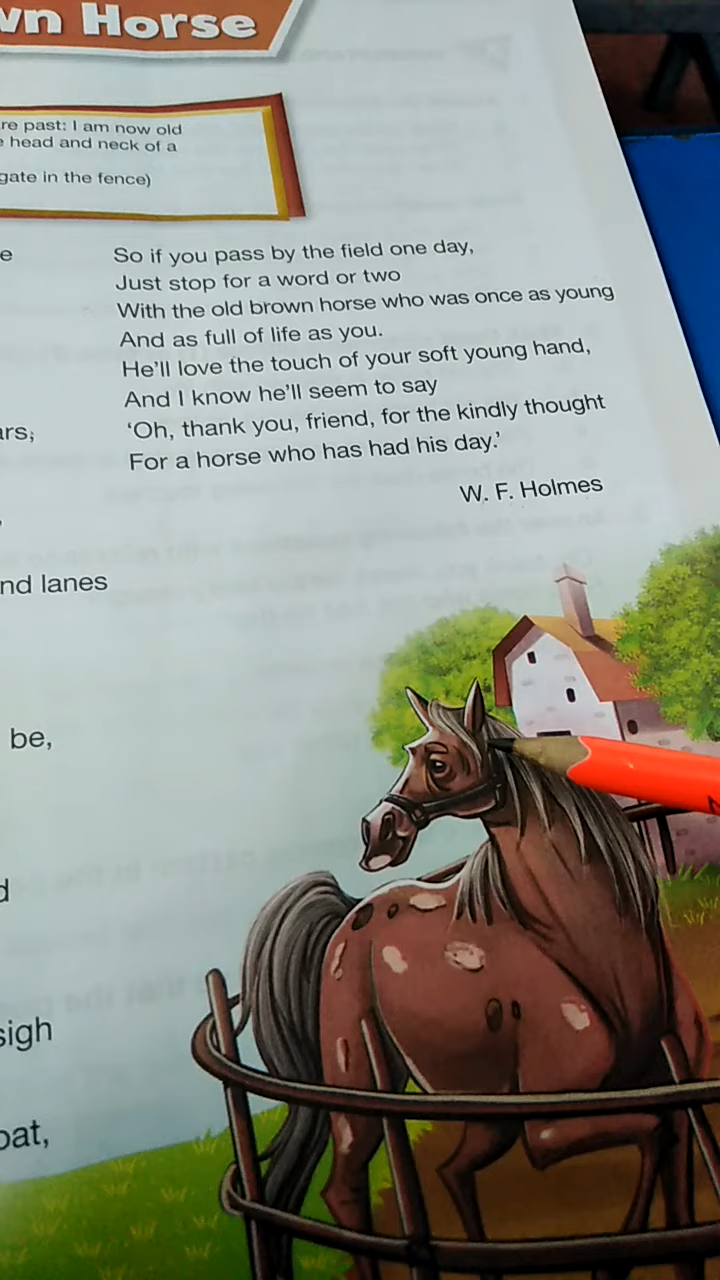 Horse
re past: I am now old
head and neck of a
gate in the fence)
So if you pass by the field one day,
Just stop for a word or two
With the old brown horse who was once as young
And as full of life as you.
He'll love the touch of your soft young hand,
And I know he'll seem to say
'Oh, thank you, friend, for the kindly thought
For a horse who has had his day.'
W. F. Holmes
nd lanes
be,
sigh